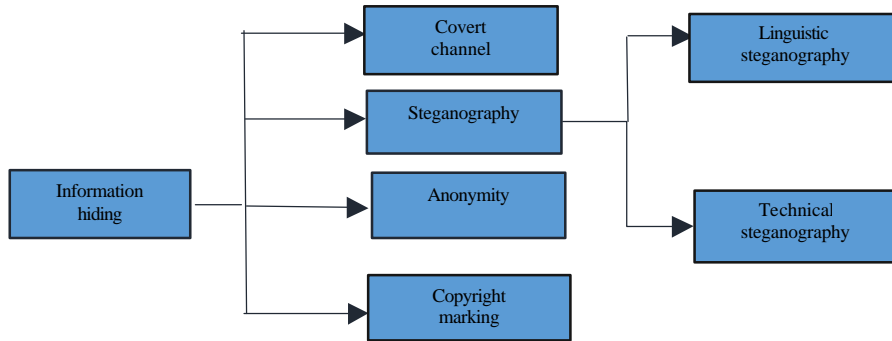 Covert
channel
Linguistic
steganography
Steganography
Information
hiding
Anonymity
Technical
steganography
Copyright
marking